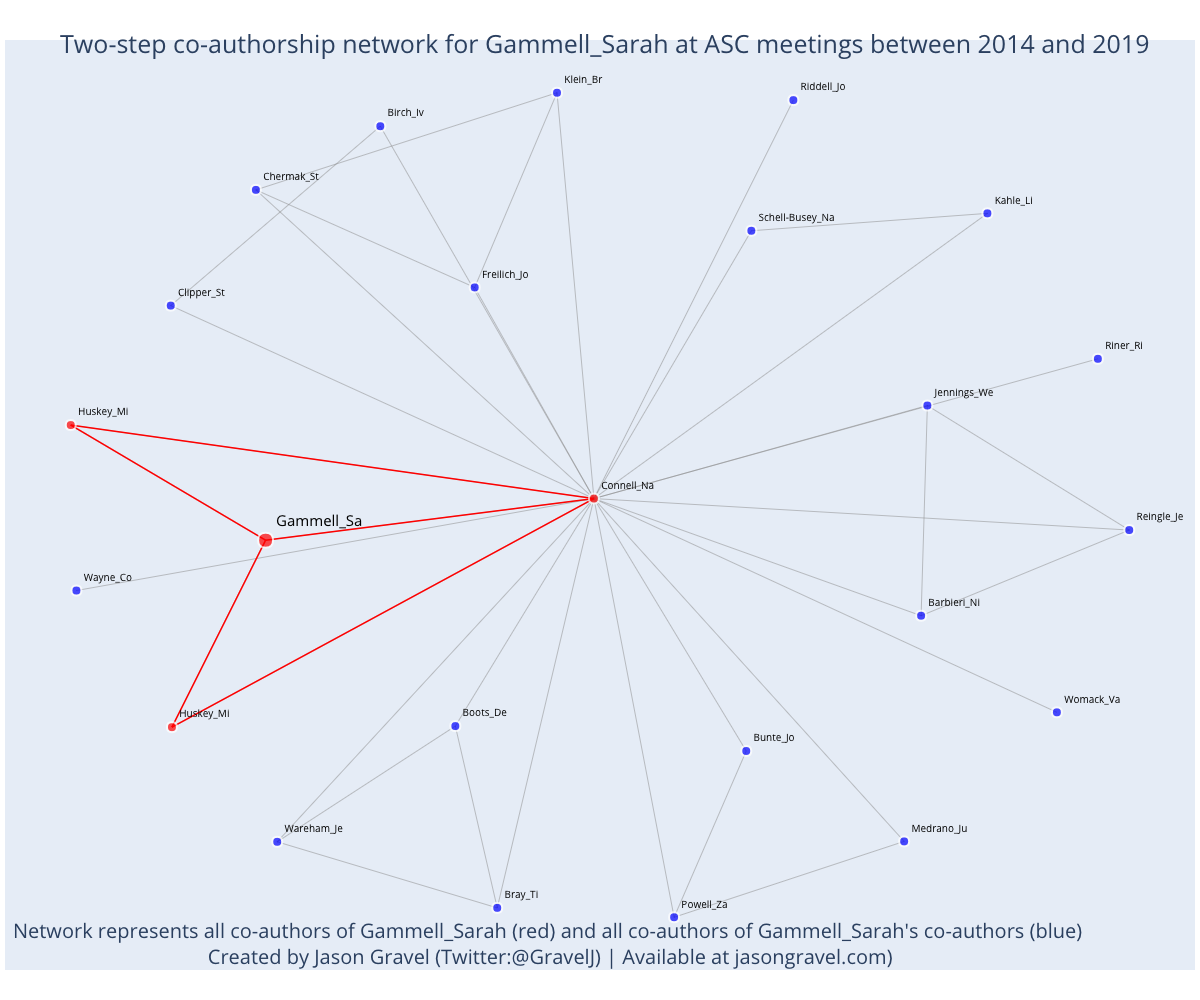 Two-step co-authorship network for Gammell_Sarah at ASC meetings between 2014 and 2019
Klein_Br
Riddell_Jo
Birch_Iv
Chermak_St
Kahle_Li
Schell-Busey_Na
Freilich_Jo
Clipper_St
Riner_Ri
Jennings_We
Huskey_Mi
Connell_Na
Gammell_Sa
Reingle_Je
Wayne_Co
Barbieri_Ni
Womack_Va
Huskey_Mi
Boots_De
Bunte_Jo
Wareham_Je
Medrano_Ju
Bray_Ti
Powell_Za
Network represents all co-authors of Gammell_Sarah (red) and all co-authors of Gammell_Sarah's co-authors (blue)
Created by Jason Gravel (Twitter:@GravelJ) | Available at jasongravel.com)